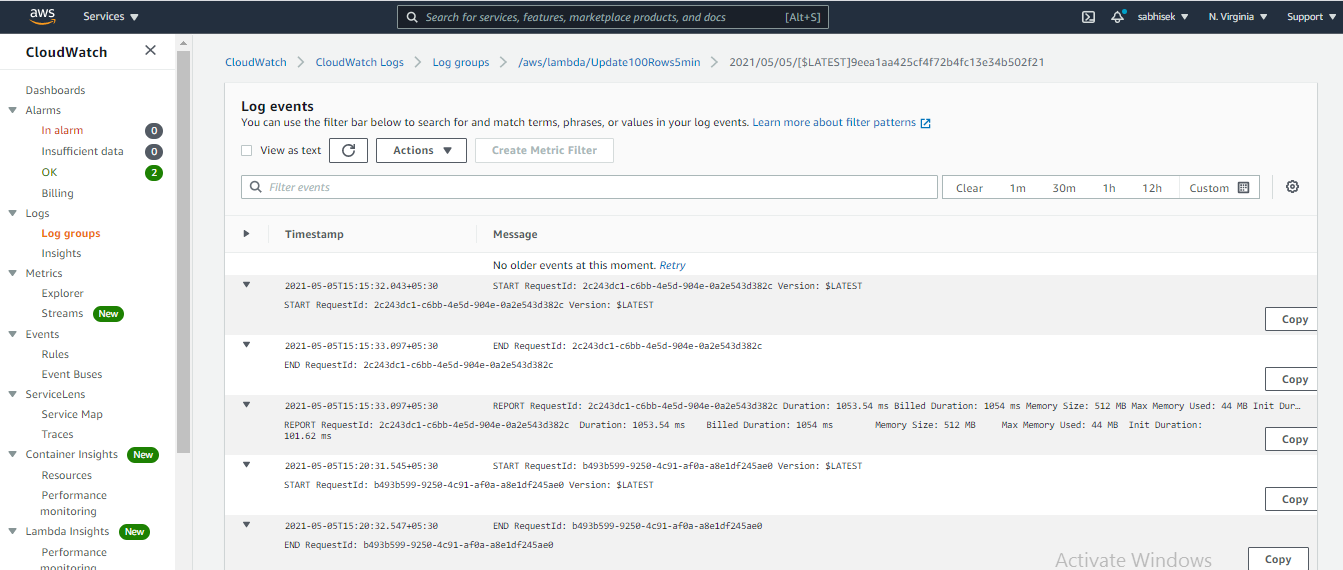 aws Services Search for services, features, marketplace products, and docs [Alt+S] sabhisek N. Virginia Support
CloudWatch
Dashboards
Alarms
In alarm 0
Insufficient data 0
OK 2
Billing
Logs
Log groups
Insights
Metrics
Explorer
Streams New
Events
Rules
Event Buses
ServiceLens
Service Map
Traces
Container Insights New
Resources
Performance
monitoring
Lambda Insights New
Performance
monitoring
CloudWatch CloudWatch Logs Log groups /aws/lambda/Update100Rows5min 2021/05/05/[$LATEST]9eea1aa425cf4f72b4fc13e34b502f21
Log events
You can use the filter bar below to search for and match terms, phrases, or values in your log events. Learn more about filter patterns
View as text Actions Create Metric Filter
Filter events Clear 1m 30m 1h 12h Custom
Timestamp Message
No older events at this moment. Retry
2021-05-05T15:15:32.043+05:30 START RequestId: 2c243dc1-c6bb-4e5d-904e-0a2e543d382c Version: $LATEST
START RequestId: 2c243dc1-c6bb-4e5d-904e-0a2e543d382c Version: $LATEST
Copy
2021-05-05T15:15:33.097+05:30 END RequestId: 2c243dc1-c6bb-4e5d-904e-0a2e543d382c
END RequestId: 2c243dc1-c6bb-4e5d-904e-0a2e543d382c
Copy
2021-05-05T15:15:33.097+05:30 REPORT RequestId: 2c243dc1-c6bb-4e5d-904e-0a2e543d382c Duration: 1053.54 ms Billed Duration: 1054 ms Memory Size: 512 MB Max Memory Used: 44 MB Init Dur…
REPORT RequestId: 2c243dc1-c6bb-4e5d-904e-0a2e543d382c Duration: 1053.54 ms Billed Duration: 1054 ms Memory Size: 512 MB Max Memory Used: 44 MB Init Duration:
101.62 ms
Copy
2021-05-05T15:20:31.545+05:30 START RequestId: b493b599-9250-4c91-af0a-a8e1df245ae0 Version: $LATEST
START RequestId: b493b599-9250-4c91-af0a-a8e1df245ae0 Version: $LATEST
Copy
2021-05-05T15:20:32.547+05:30 END RequestId: b493b599-9250-4c91-af0a-a8e1df245ae0
END RequestId: b493b599-9250-4c91-af0a-a8e1df245ae0
Copy
Activate Windows